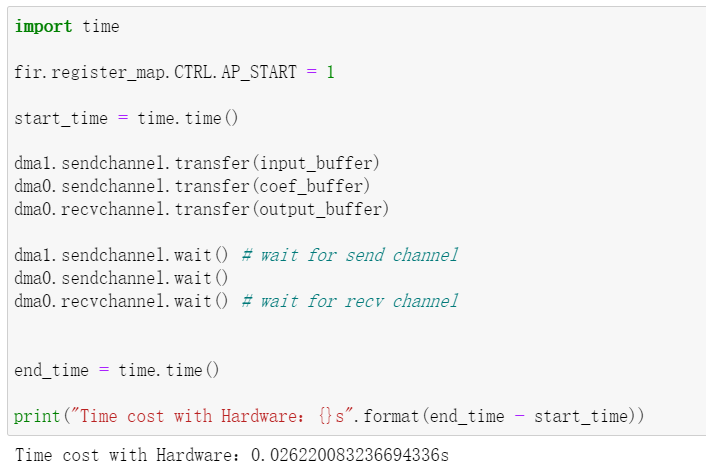 import time
fir.register_map.CTRL.AP_START = 1
start_time = time.time()
dma1.sendchannel.transfer(input_buffer)
dma0.sendchannel.transfer(coef_buffer)
dma0.recvchannel.transfer(output_buffer)
dma1.sendchannel.wait() # wait for send channel
dma0.sendchannel.wait()
dma0.recvchannel.wait() # wait for recv channel
end_time = time.time()
print("Time cost with Hardware: {}s".format(end_time - start_time))
Time cost with Hardware: 0.026220083236694336s